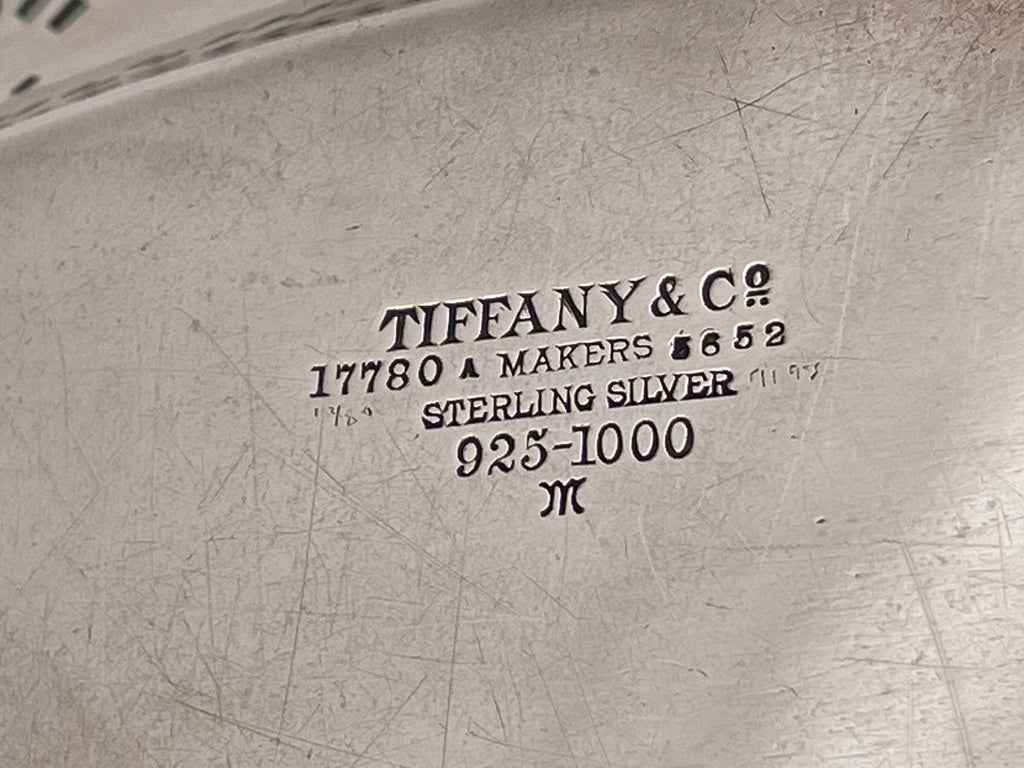 TIFFANY & Cº
17780 A MAKERS 5652
STERLING SILVER
925-1000
M